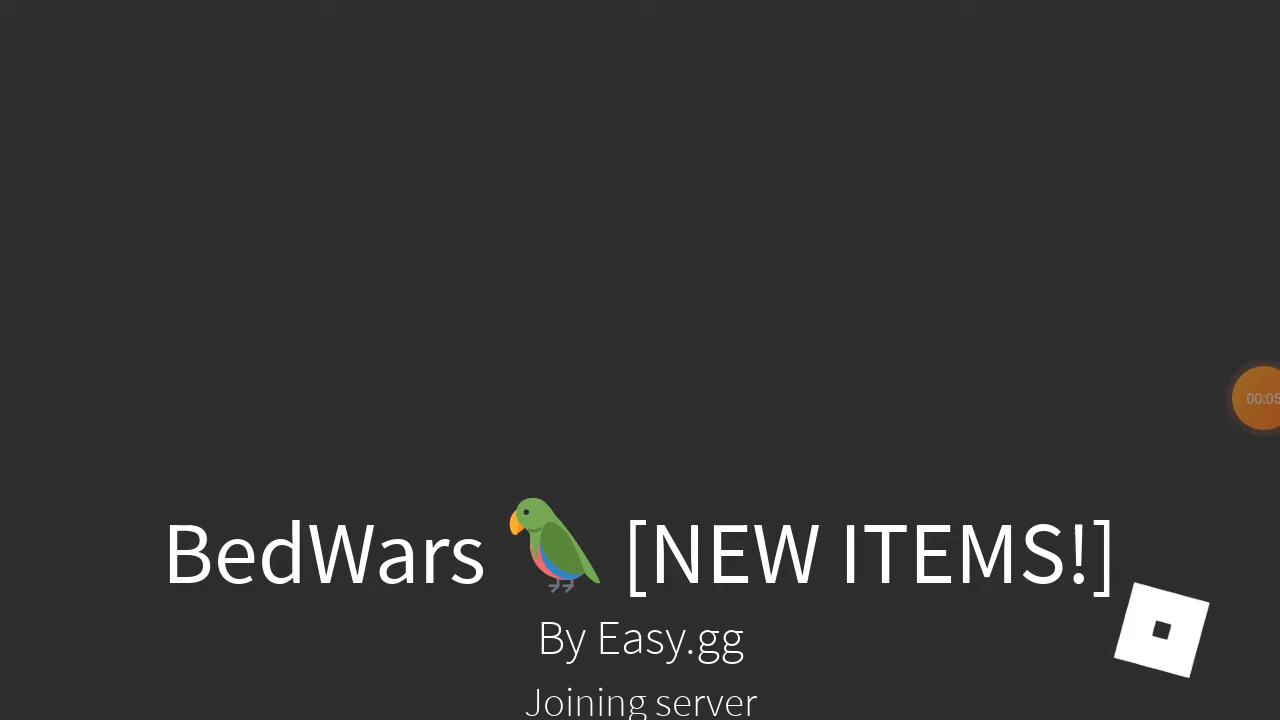 00:05
BedWars 🦜 [NEW ITEMS!]
By Easy.gg
Joining server